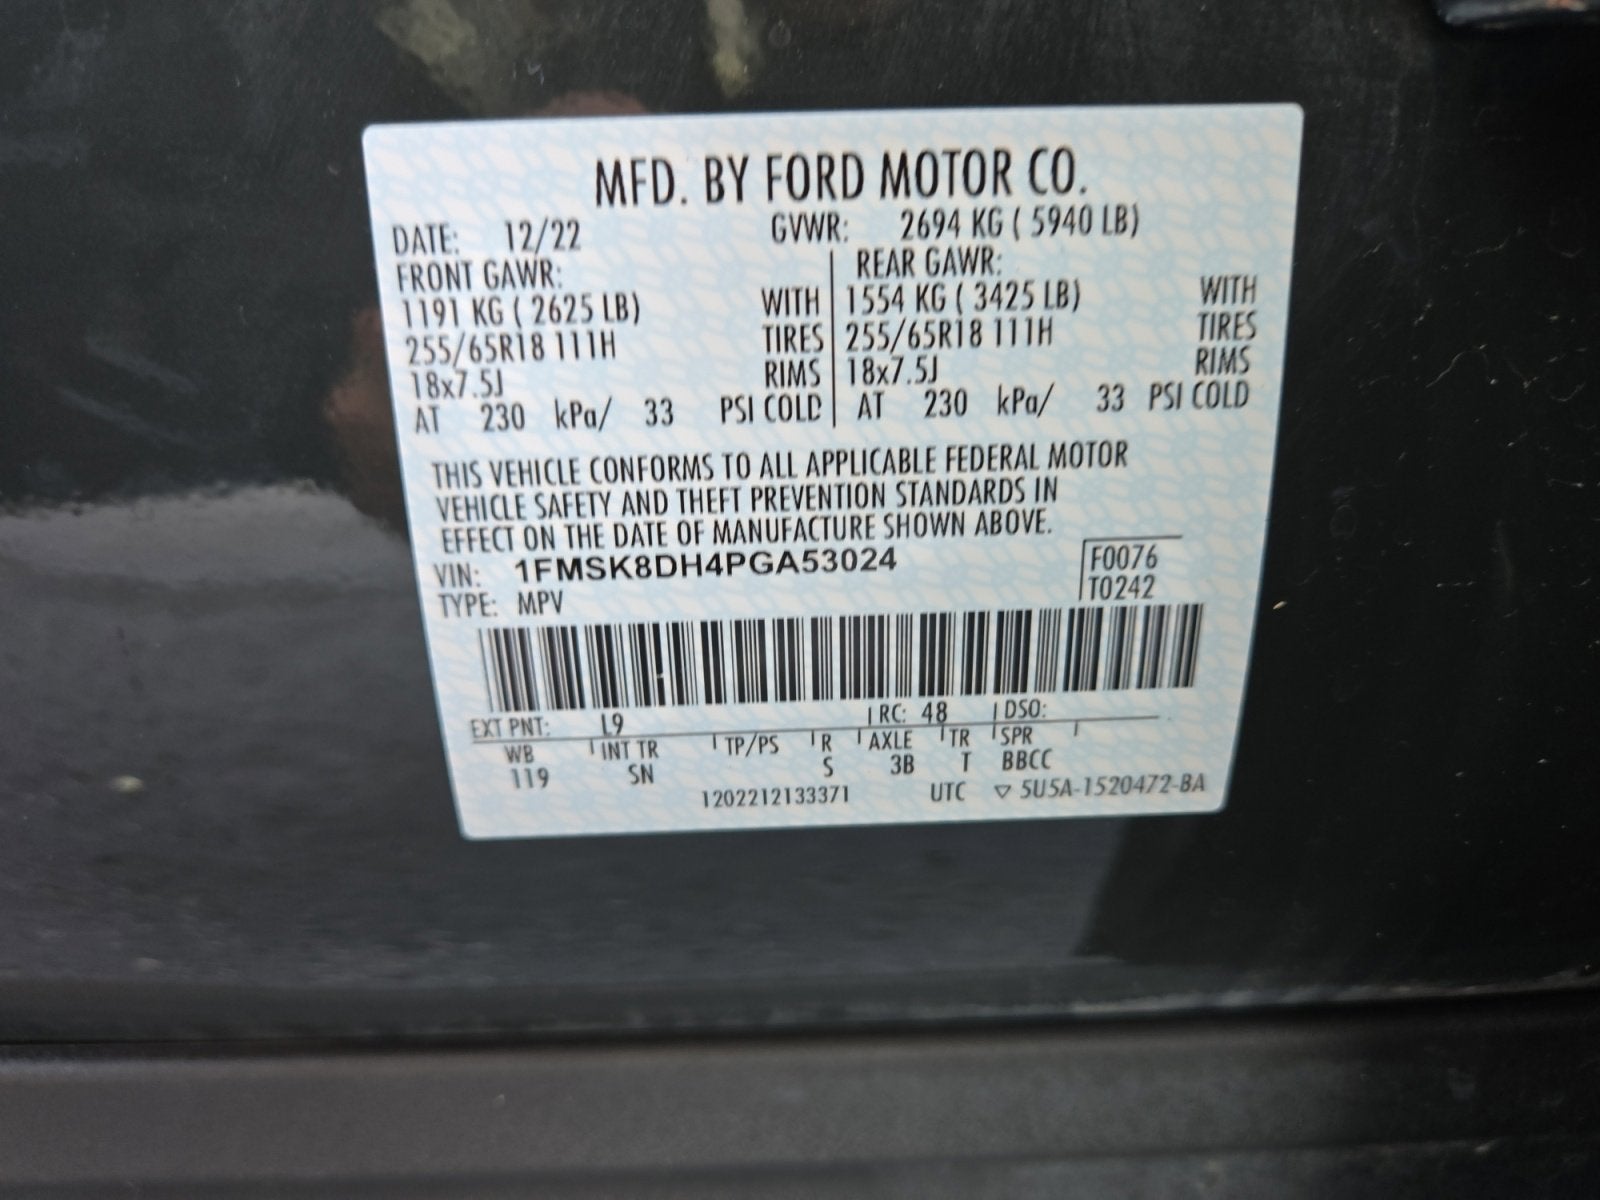 MFD. BY FORD MOTOR CO.
DATE: 12/22 GVWR: 2694 KG ( 5940 LB)
FRONT GAWR: REAR GAWR:
1191 KG ( 2625 LB) WITH 1554 KG ( 3425 LB) WITH
255/65R18 111H TIRES 255/65R18 111H TIRES
18x7.5J RIMS 18x7.5J RIMS
AT 230 kPa/ 33 PSI COLD AT 230 kPa/ 33 PSI COLD
THIS VEHICLE CONFORMS TO ALL APPLICABLE FEDERAL MOTOR
VEHICLE SAFETY AND THEFT PREVENTION STANDARDS IN
EFFECT ON THE DATE OF MANUFACTURE SHOWN ABOVE.
VIN: 1FMSK8DH4PGA53024 F0076
TYPE: MPV T0242
EXT PNT: L9 RC: 48 DSO:
WB INT TR TP/PS R AXLE TR SPR
119 SN S 3B T BBCC
1202212133371 UTC ▽ 5U5A-1520472-BA